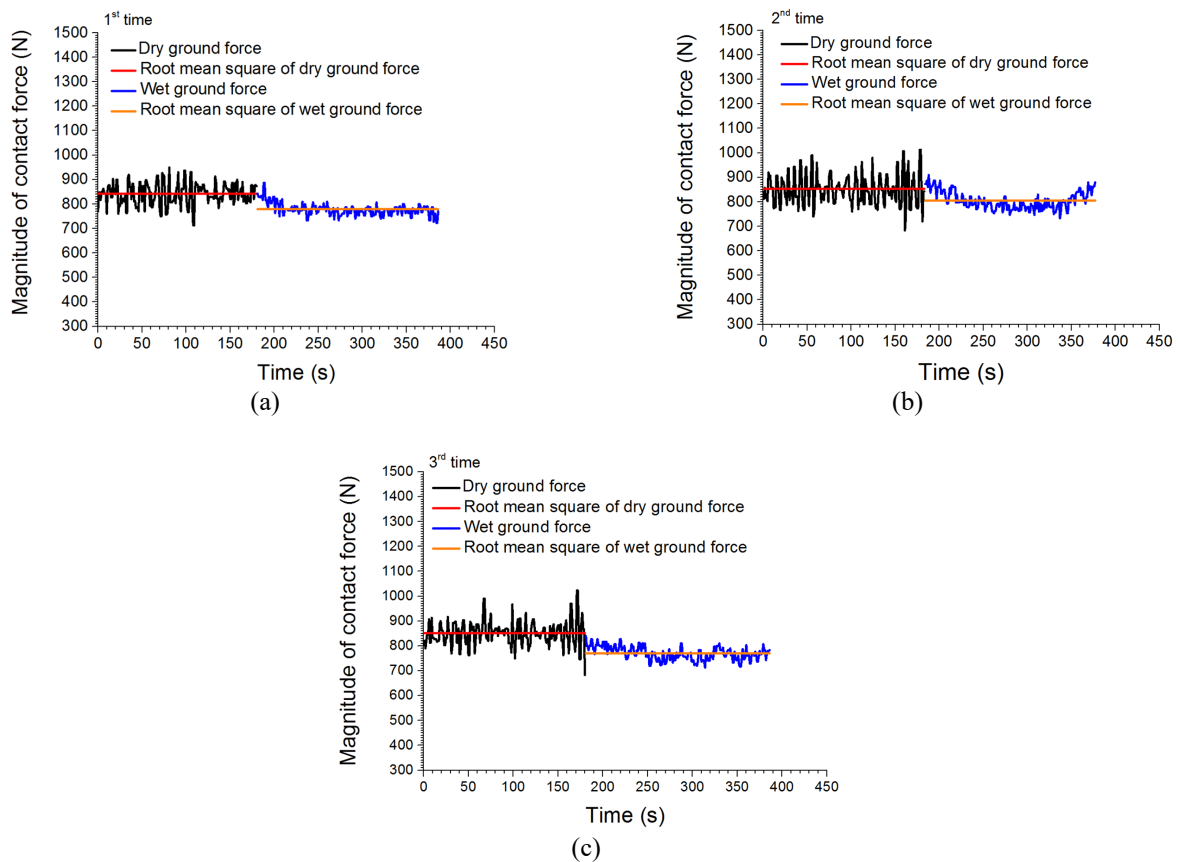 1st time
1500
1400
1300
1200
1100
1000
900
800
700
600
500
400
300
Magnitude of contact force (N)
Dry ground force
Root mean square of dry ground force
Wet ground force
Root mean square of wet ground force
0 50 100 150 200 250 300 350 400 450
Time (s)
(a)
2nd time
1500
1400
1300
1200
1100
1000
900
800
700
600
500
400
300
Magnitude of contact force (N)
Dry ground force
Root mean square of dry ground force
Wet ground force
Root mean square of wet ground force
0 50 100 150 200 250 300 350 400 450
Time (s)
(b)
3rd time
1500
1400
1300
1200
1100
1000
900
800
700
600
500
400
300
Magnitude of contact force (N)
Dry ground force
Root mean square of dry ground force
Wet ground force
Root mean square of wet ground force
0 50 100 150 200 250 300 350 400 450
Time (s)
(c)